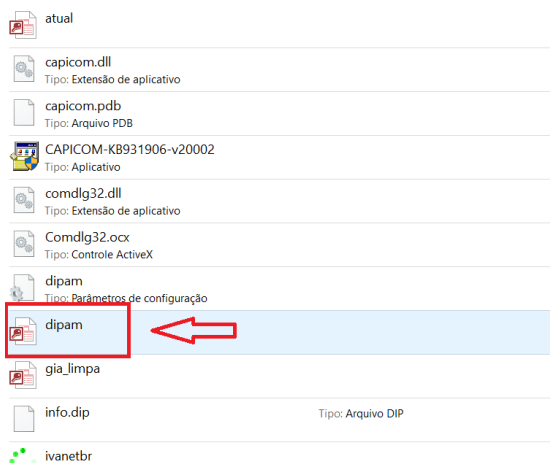 atual
capicom.dll
Tipo: Extensão de aplicativo
capicom.pdb
Tipo: Arquivo PDB
CAPICOM-KB931906-v20002
Tipo: Aplicativo
comdlg32.dll
Tipo: Extensão de aplicativo
Comdlg32.ocx
Tipo: Controle ActiveX
dipam
Tipo: Parâmetros de configuração
dipam
gia_limpa
info.dip Tipo: Arquivo DIP
ivanetbr